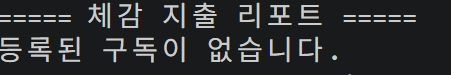 ===== 체감 지출 리포트 =====
등록된 구독이 없습니다.